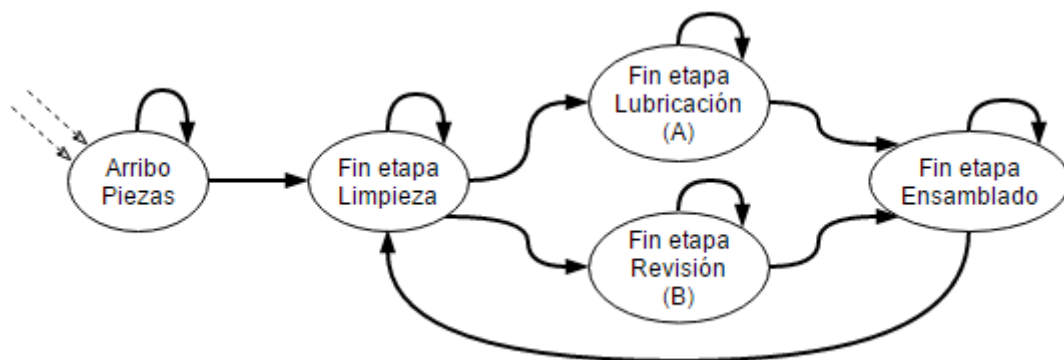 Arribo
Piezas
Fin etapa
Limpieza
Fin etapa
Lubricación
(A)
Fin etapa
Revisión
(B)
Fin etapa
Ensamblado